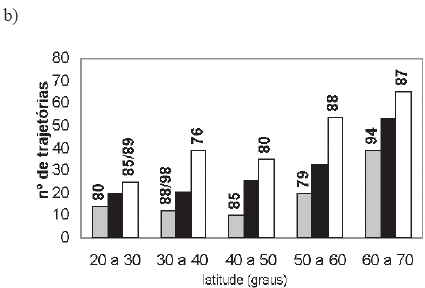 b)
nº de trajetórias
80
70
60
50
40
30
20
10
0
80
85/89
88/98
76
85
80
79
88
94
87
20 a 30
30 a 40
40 a 50
50 a 60
60 a 70
latitude (graus)